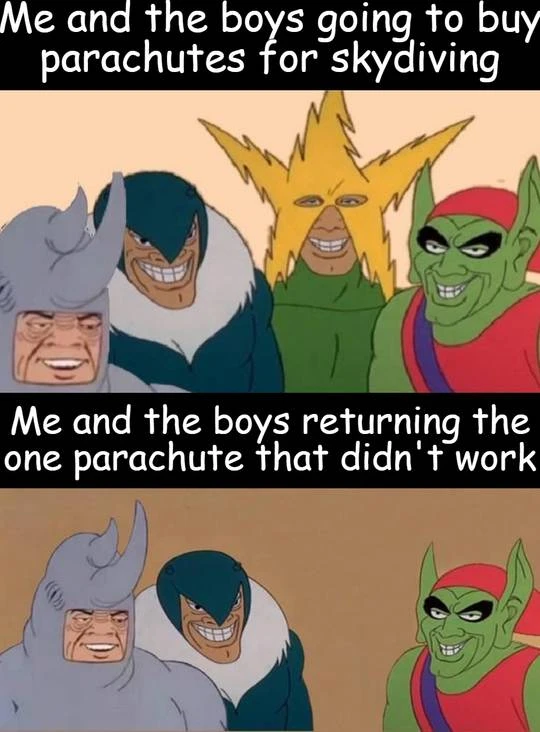 Me and the boys going to buy
parachutes for skydiving
Me and the boys returning the
one parachute that didn't work